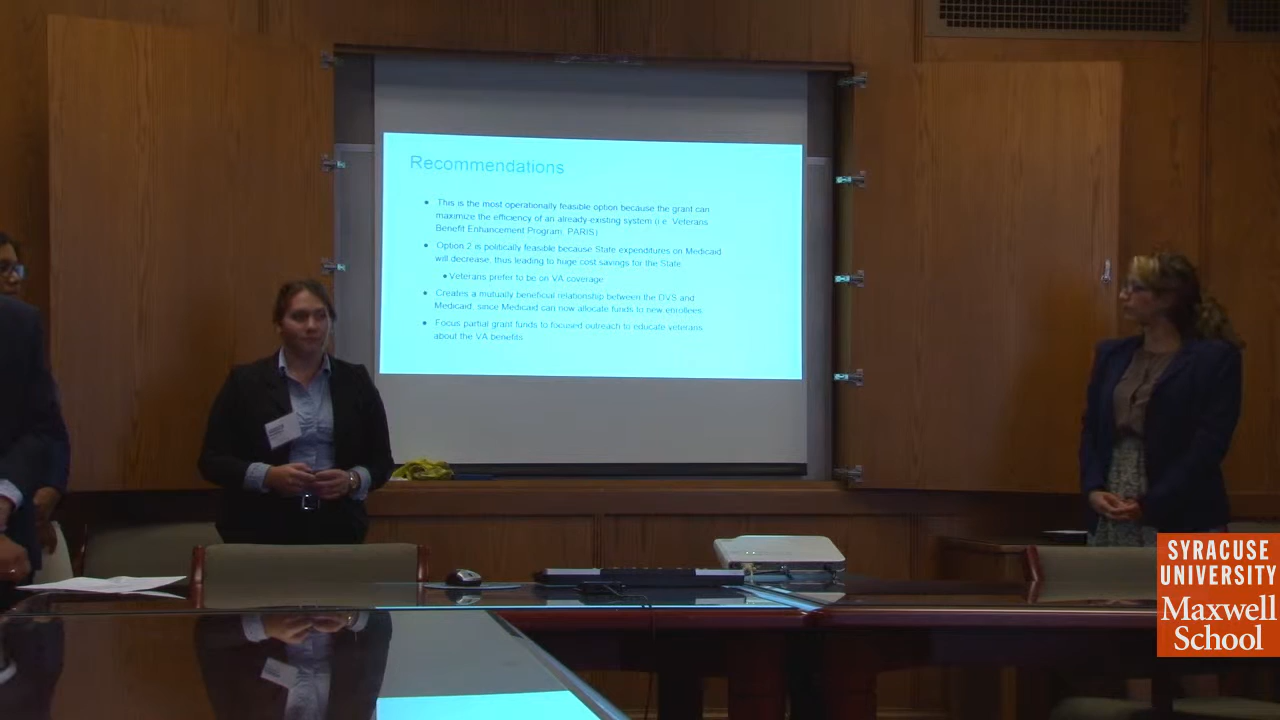 Recommendations
• This is the most operationally feasible option because the grant can
maximize the efficiency of an already-existing system (i.e. Veterans
Benefit Enhancement Program, PARIS)
• Option 2 is politically feasible because State expenditures on Medicaid
will decrease, thus leading to huge cost savings for the State
• Veterans prefer to be on VA coverage
• Creates a mutually beneficial relationship between the DVS and
Medicaid, since Medicaid can now allocate funds to new enrollees
• Focus partial grant funds to focused outreach to educate veterans
about the VA benefits
SYRACUSE
UNIVERSITY
Maxwell
School